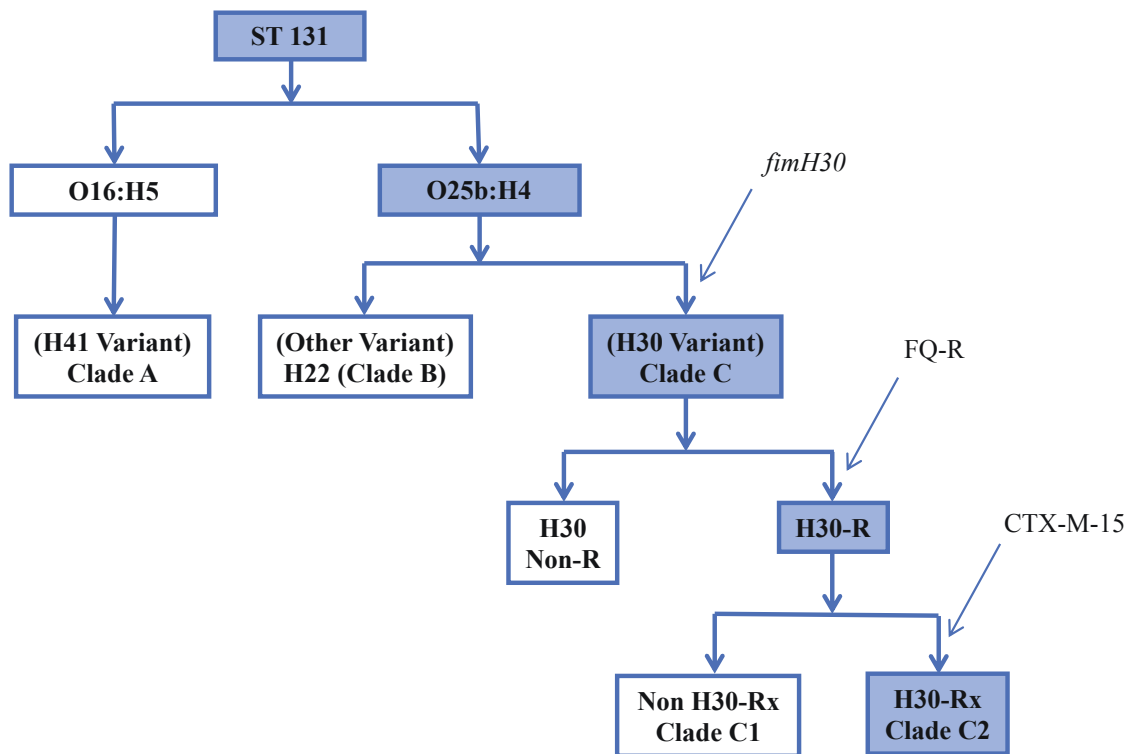 ST 131
O16:H5
O25b:H4
fimH30
(H41 Variant)
Clade A
(Other Variant)
H22 (Clade B)
(H30 Variant)
Clade C
FQ-R
H30
Non-R
H30-R
CTX-M-15
Non H30-Rx
Clade C1
H30-Rx
Clade C2